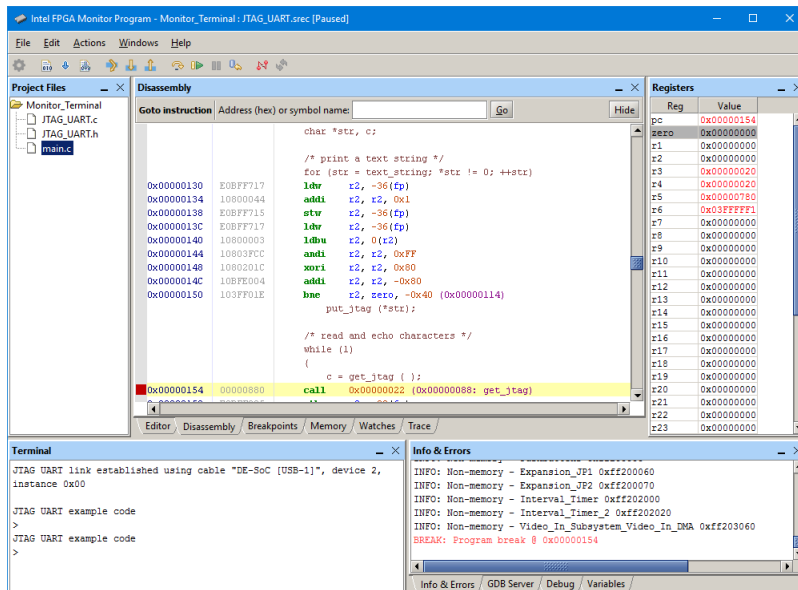 Intel FPGA Monitor Program - Monitor_Terminal : JTAG_UART.srec [Paused]
File Edit Actions Windows Help
Project Files
Monitor_Terminal
JTAG_UART.c
JTAG_UART.h
main.c
Disassembly
Goto instruction Address (hex) or symbol name: Go Hide
char *str, c;
/* print a text string */
for (str = text_string; *str != 0; ++str)
0x00000130 E0BFF717 ldw r2, -36(fp)
0x00000134 10800044 addi r2, r2, 0x1
0x00000138 E0BFF715 stw r2, -36(fp)
0x0000013C E0BFF717 ldw r2, -36(fp)
0x00000140 10800003 ldbu r2, 0(r2)
0x00000144 10803FCC andi r2, r2, 0xFF
0x00000148 1080201C xori r2, r2, 0x80
0x0000014C 10BFE004 addi r2, r2, -0x80
0x00000150 103FF01E bne r2, zero, -0x40 (0x00000114)
put_jtag (*str);
/* read and echo characters */
while (1)
{
c = get_jtag ( );
0x00000154 00000880 call 0x00000022 (0x00000088: get_jtag)
Editor Disassembly Breakpoints Memory Watches Trace
Registers
Reg Value
pc 0x00000154
zero 0x00000000
r1 0x00000000
r2 0x00000000
r3 0x00000020
r4 0x00000020
r5 0x00000780
r6 0x03FFFFF1
r7 0x00000000
r8 0x00000000
r9 0x00000000
r10 0x00000000
r11 0x00000000
r12 0x00000000
r13 0x00000000
r14 0x00000000
r15 0x00000000
r16 0x00000000
r17 0x00000000
r18 0x00000000
r19 0x00000000
r20 0x00000000
r21 0x00000000
r22 0x00000000
r23 0x00000000
Terminal
JTAG UART link established using cable "DE-SoC [USB-1]", device 2,
instance 0x00
JTAG UART example code
>
JTAG UART example code
>
Info & Errors
INFO: Non-memory - Expansion_JP1 0xff200060
INFO: Non-memory - Expansion_JP2 0xff200070
INFO: Non-memory - Interval_Timer 0xff202000
INFO: Non-memory - Interval_Timer_2 0xff202020
INFO: Non-memory - Video_In_Subsystem_Video_In_DMA 0xff203060
BREAK: Program break @ 0x00000154
Info & Errors GDB Server Debug Variables